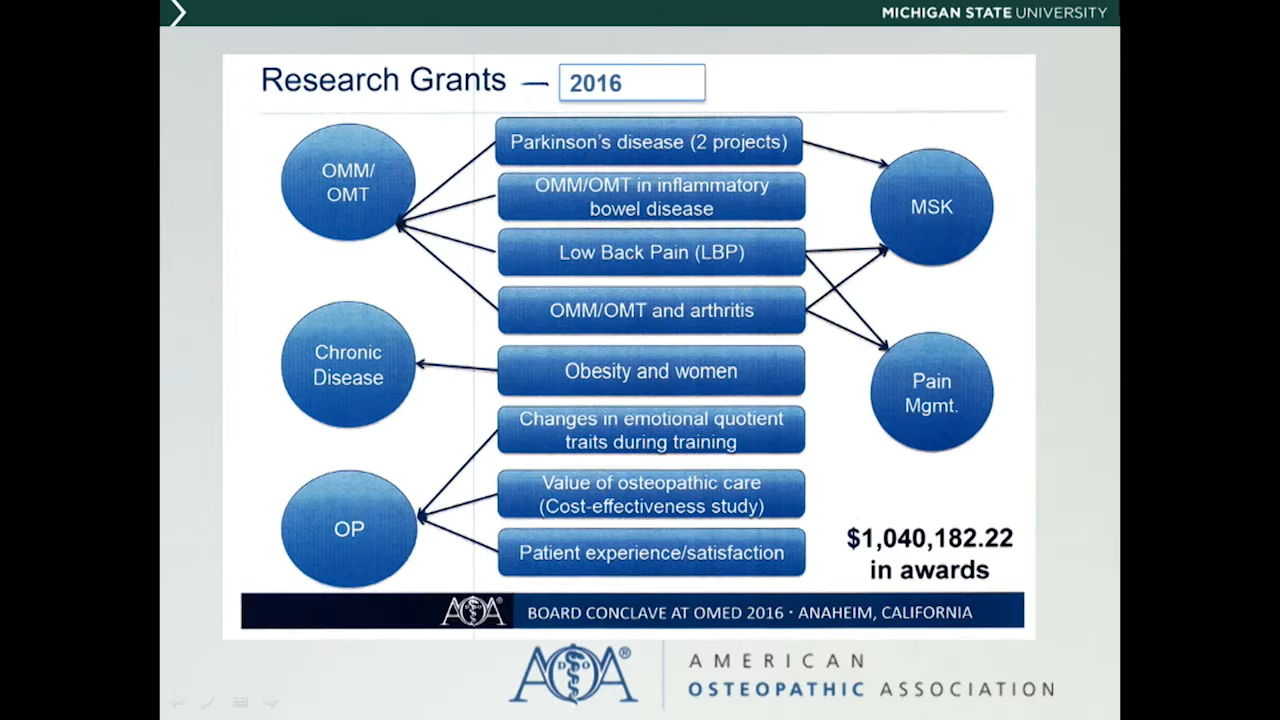 MICHIGAN STATE UNIVERSITY
Research Grants — 2016
OMM/
OMT
Chronic
Disease
OP
Parkinson's disease (2 projects)
OMM/OMT in inflammatory
bowel disease
Low Back Pain (LBP)
OMM/OMT and arthritis
Obesity and women
Changes in emotional quotient
traits during training
Value of osteopathic care
(Cost-effectiveness study)
Patient experience/satisfaction
MSK
Pain
Mgmt.
$1,040,182.22
in awards
AOA® BOARD CONCLAVE AT OMED 2016 · ANAHEIM, CALIFORNIA
AOA®
D O
AMERICAN
OSTEOPATHIC ASSOCIATION